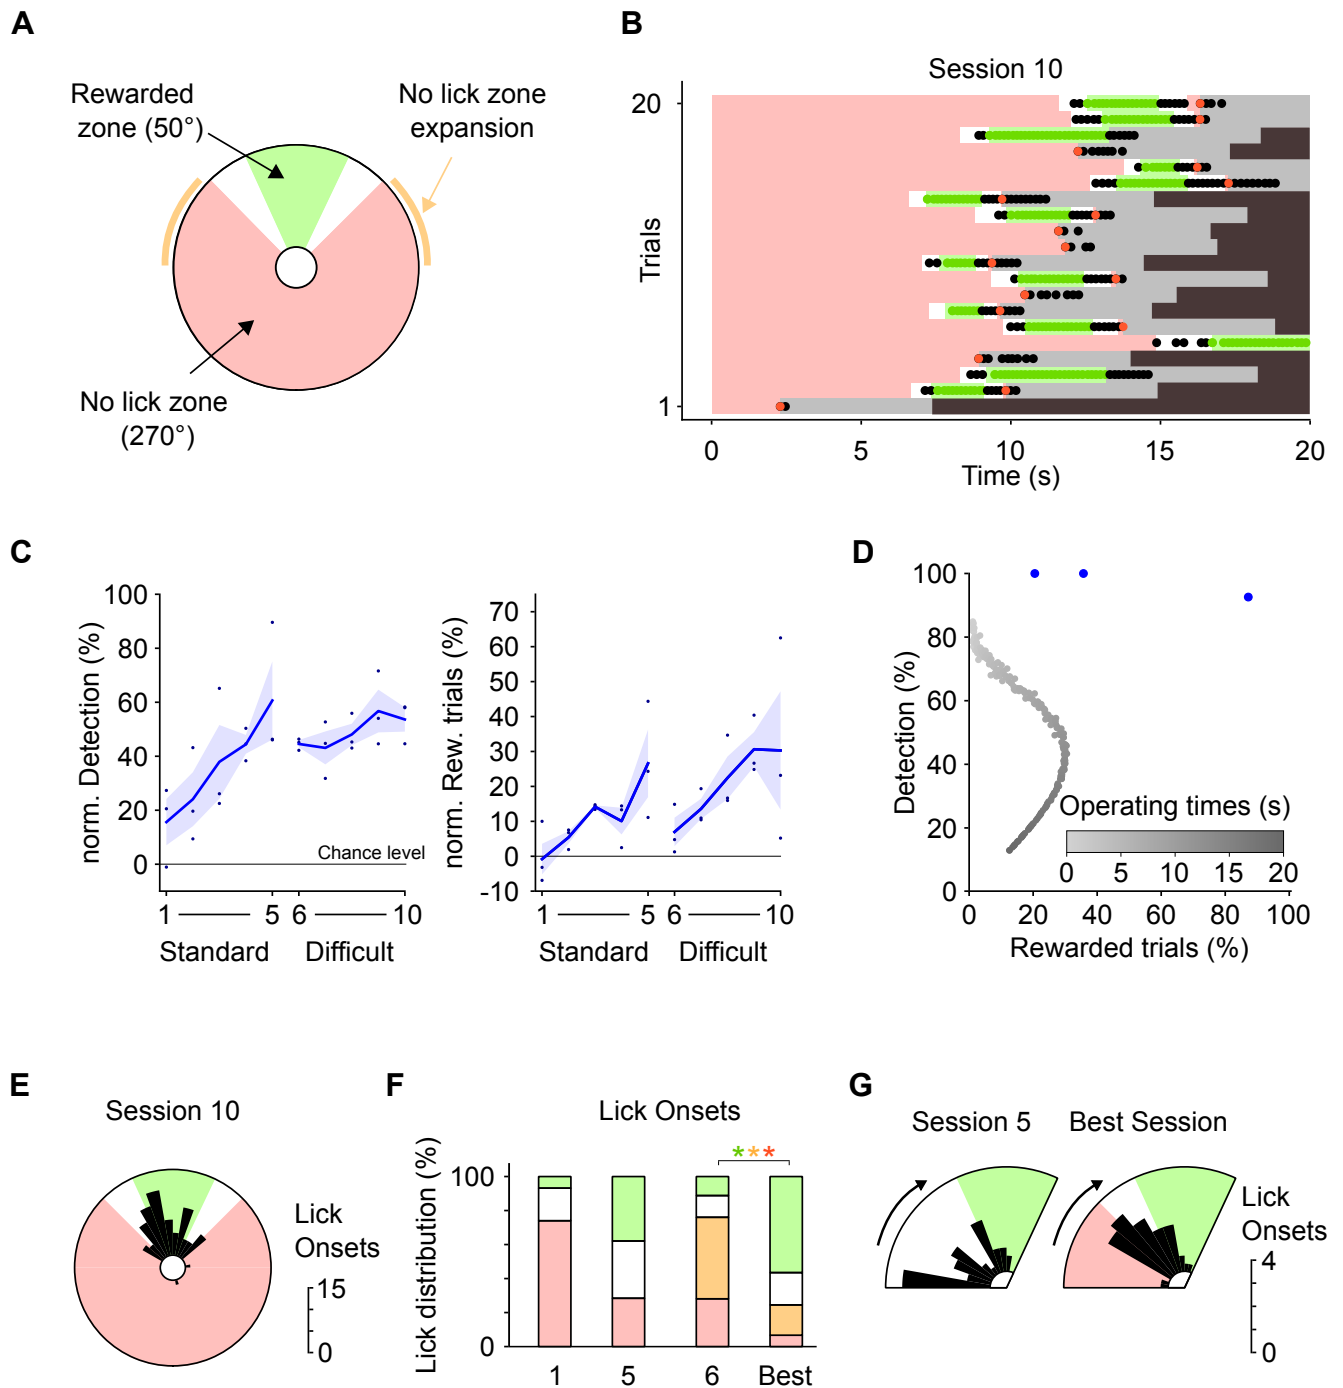 A
Rewarded
zone (50°)
No lick zone
expansion
No lick zone
(270°)
B
Session 10
20
Trials
1
0 5 10 15 20
Time (s)
C
norm. Detection (%)
100
80
60
40
20
0
Chance level
1 5 6 10
Standard Difficult
norm. Rew. trials (%)
70
60
50
40
30
20
10
0
-10
1 5 6 10
Standard Difficult
D
Detection (%)
100
80
60
40
20
0
Operating times (s)
0 5 10 15 20
0 20 40 60 80 100
Rewarded trials (%)
E
Session 10
Lick
Onsets
15
0
F
Lick Onsets
***
Lick distribution (%)
100
0
1 5 6 Best
G
Session 5 Best Session
Lick
Onsets
4
0